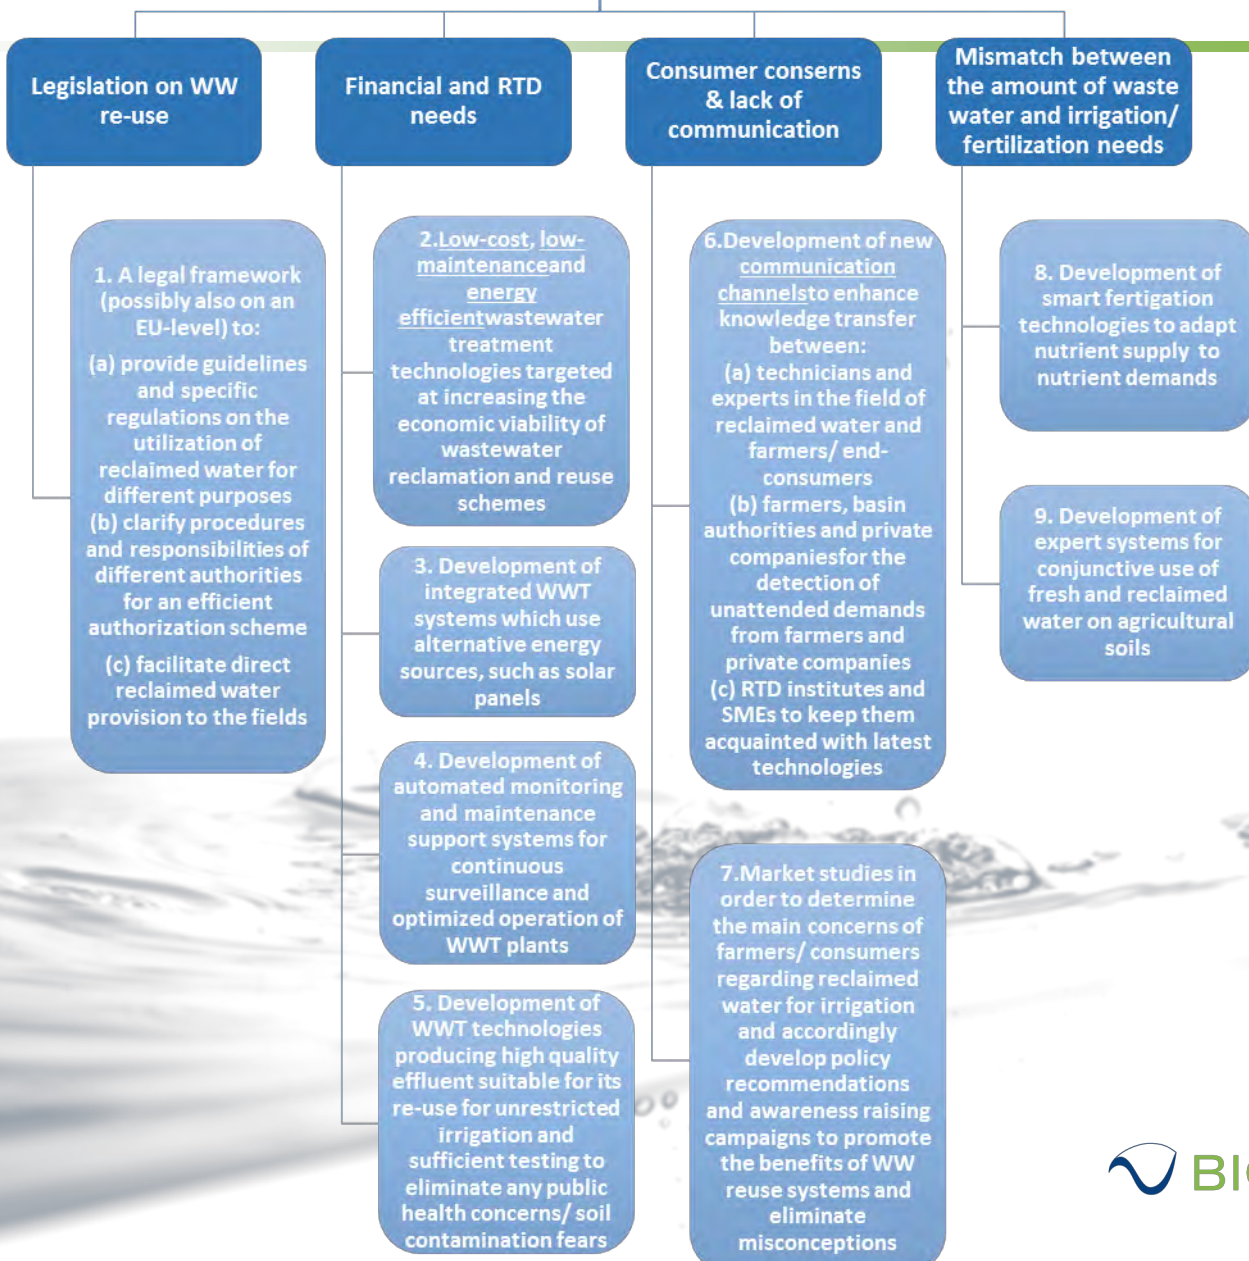 Legislation on WW
re-use
1. A legal framework
(possibly also on an
EU-level) to:
(a) provide guidelines
and specific
regulations on the
utilization of
reclaimed water for
different purposes
(b) clarify procedures
and responsibilities of
different authorities
for an efficient
authorization scheme
(c) facilitate direct
reclaimed water
provision to the fields
Financial and RTD
needs
2.Low-cost, low-
maintenanceand
energy
efficientwastewater
treatment
technologies targeted
at increasing the
economic viability of
wastewater
reclamation and reuse
schemes
3. Development of
integrated WWT
systems which use
alternative energy
sources, such as solar
panels
4. Development of
automated monitoring
and maintenance
support systems for
continuous
surveillance and
optimized operation of
WWT plants
5. Development of
WWT technologies
producing high quality
effluent suitable for its
re-use for unrestricted
irrigation and
sufficient testing to
eliminate any public
health concerns/ soil
contamination fears
Consumer conserns
& lack of
communication
6.Development of new
communication
channelsto enhance
knowledge transfer
between:
(a) technicians and
experts in the field of
reclaimed water and
farmers/ end-
consumers
(b) farmers, basin
authorities and private
companiesfor the
detection of
unattended demands
from farmers and
private companies
(c) RTD institutes and
SMEs to keep them
acquainted with latest
technologies
7.Market studies in
order to determine
the main concerns of
farmers/ consumers
regarding reclaimed
water for irrigation
and accordingly
develop policy
recommendations
and awareness raising
campaigns to promote
the benefits of WW
reuse systems and
eliminate
misconceptions
Mismatch between
the amount of waste
water and irrigation/
fertilization needs
8. Development of
smart fertigation
technologies to adapt
nutrient supply to
nutrient demands
9. Development of
expert systems for
conjunctive use of
fresh and reclaimed
water on agricultural
soils